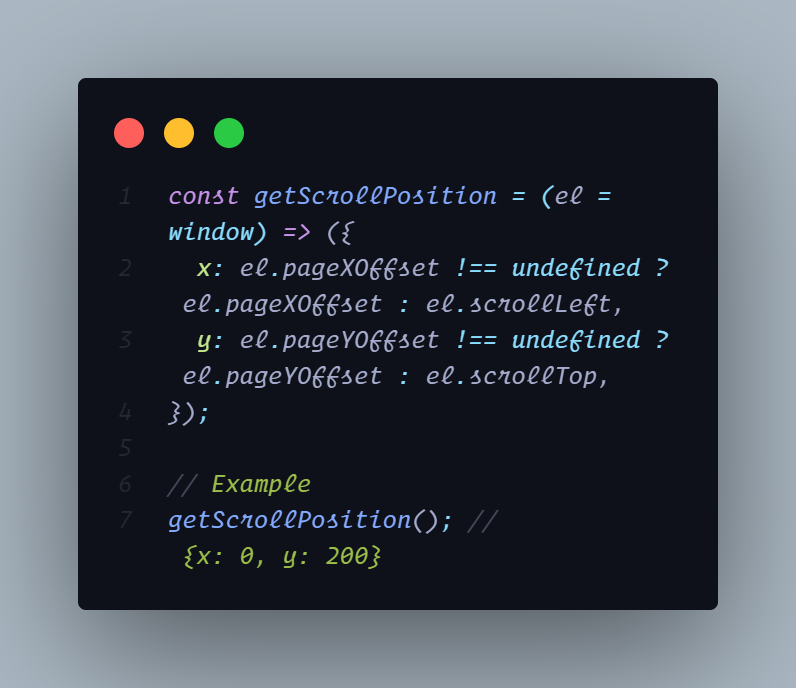 1 const getScrollPosition = (el =
window) => ({
2 x: el.pageXOffset !== undefined ?
el.pageXOffset : el.scrollLeft,
3 y: el.pageYOffset !== undefined ?
el.pageYOffset : el.scrollTop,
4 });
5
6 // Example
7 getScrollPosition(); //
{x: 0, y: 200}